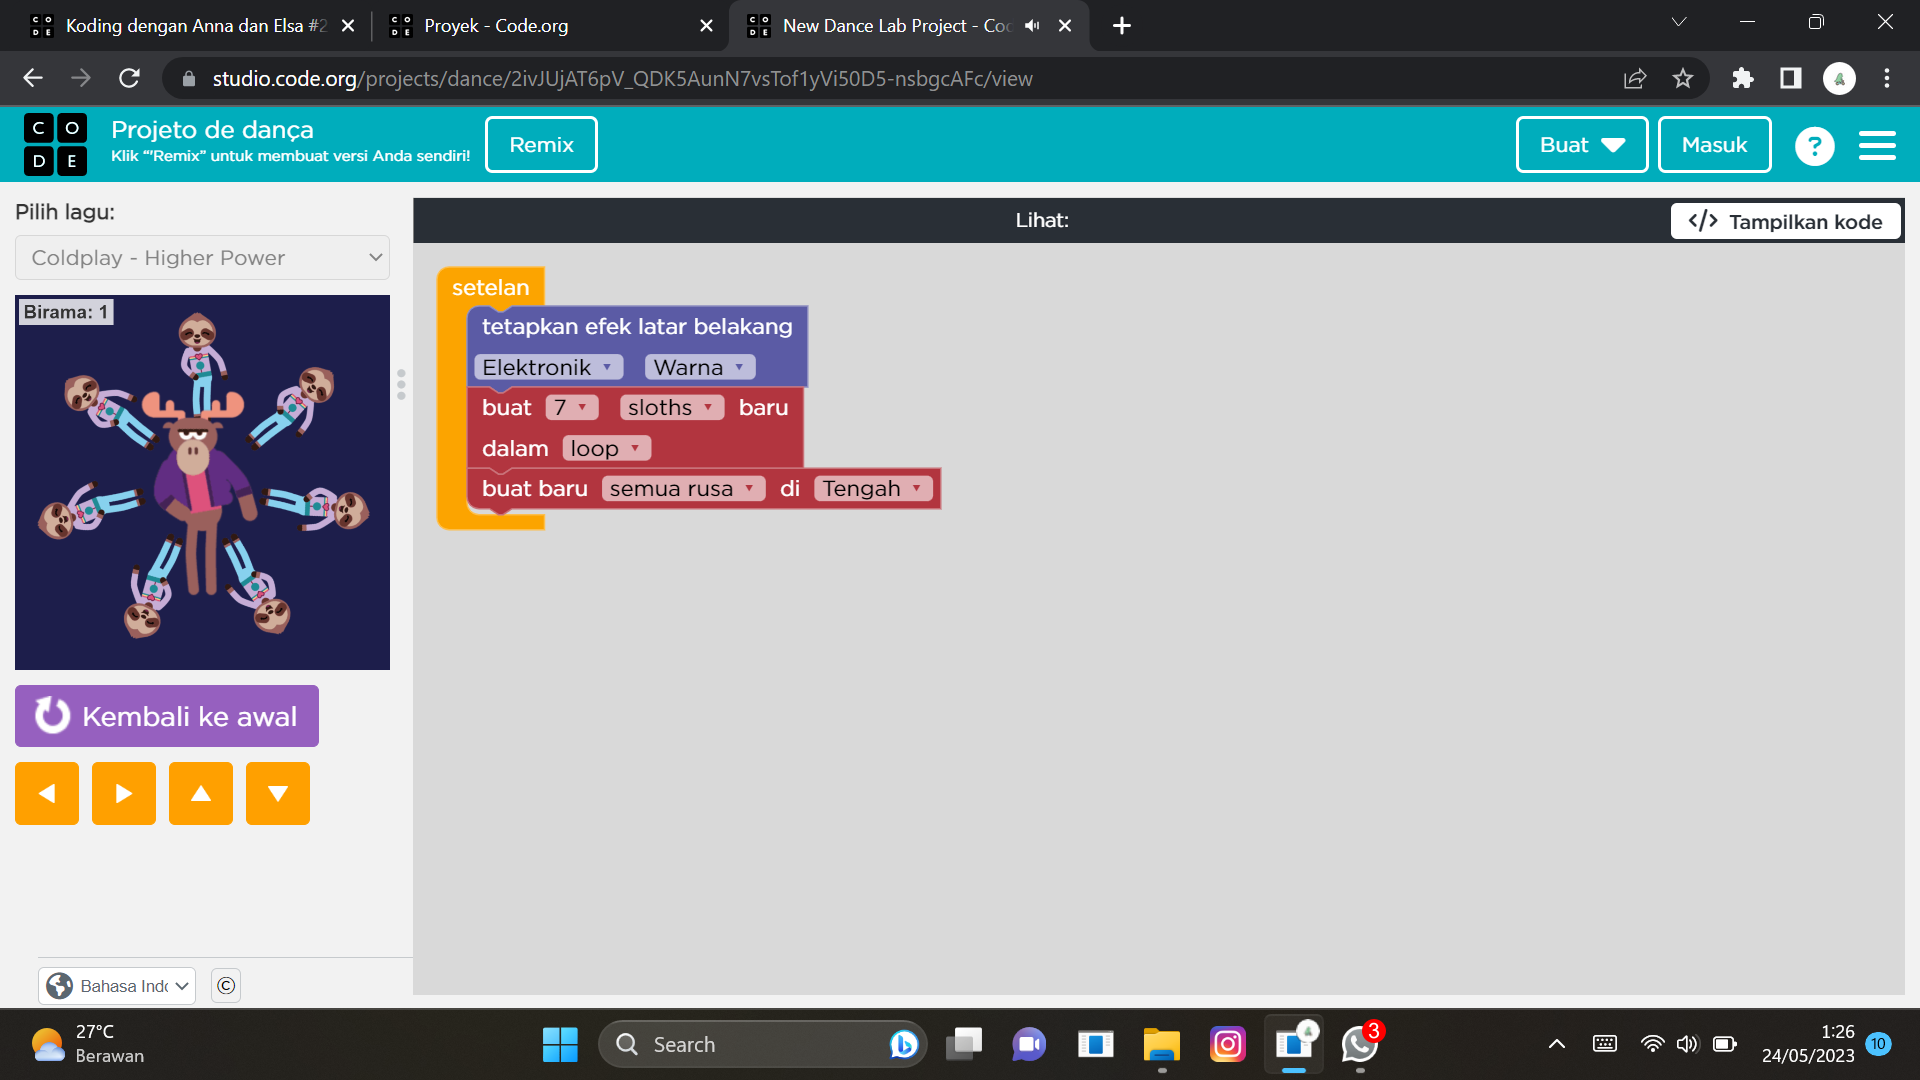 Koding dengan Anna dan Elsa #2
Proyek - Code.org
New Dance Lab Project - Co
studio.code.org/projects/dance/2ivJUjAT6pV_QDK5AunN7vsTof1yVi50D5-nsbgcAFc/view
C O D E
Projeto de dança
Klik “'Remix” untuk membuat versi Anda sendiri!
Remix
Buat
Masuk
?
Pilih lagu:
Coldplay - Higher Power
Birama: 1
Kembali ke awal
Lihat:
</> Tampilkan kode
setelan
tetapkan efek latar belakang
Elektronik Warna
buat 7 sloths baru
dalam loop
buat baru semua rusa di Tengah
Bahasa Ind
©
27°C
Berawan
Search
3
1:26
24/05/2023
10